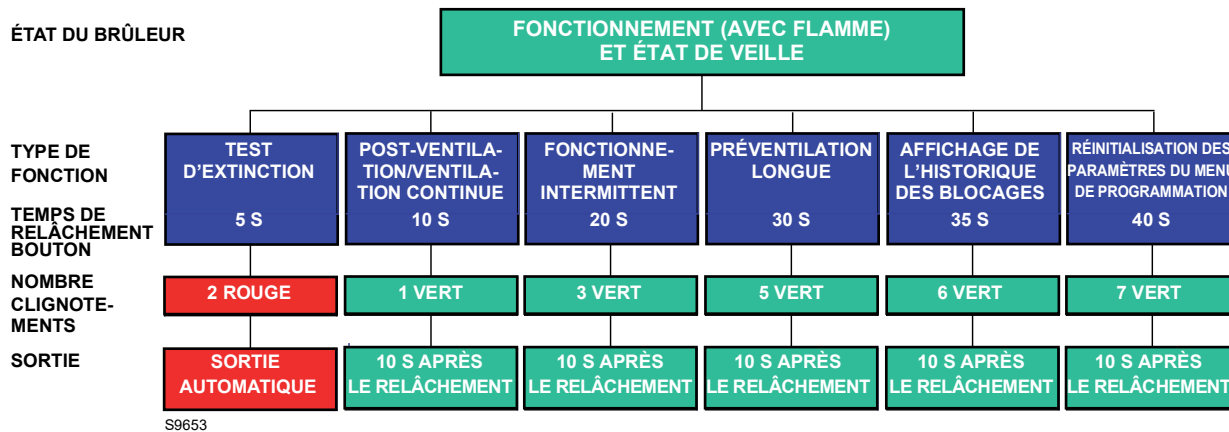 ÉTAT DU BRÛLEUR
FONCTIONNEMENT (AVEC FLAMME)
ET ÉTAT DE VEILLE
TYPE DE
FONCTION
TEST
D'EXTINCTION
POST-VENTILA-
TION/VENTILA-
TION CONTINUE
FONCTIONNE-
MENT
INTERMITTENT
PRÉVENTILATION
LONGUE
AFFICHAGE DE
L'HISTORIQUE
DES BLOCAGES
RÉINITIALISATION DES
PARAMÈTRES DU MENU
DE PROGRAMMATION
TEMPS DE
RELÂCHEMENT
BOUTON
5 S
10 S
20 S
30 S
35 S
40 S
NOMBRE
CLIGNOTE-
MENTS
2 ROUGE
1 VERT
3 VERT
5 VERT
6 VERT
7 VERT
SORTIE
SORTIE
AUTOMATIQUE
10 S APRÈS
LE RELÂCHEMENT
10 S APRÈS
LE RELÂCHEMENT
10 S APRÈS
LE RELÂCHEMENT
10 S APRÈS
LE RELÂCHEMENT
10 S APRÈS
LE RELÂCHEMENT
S9653